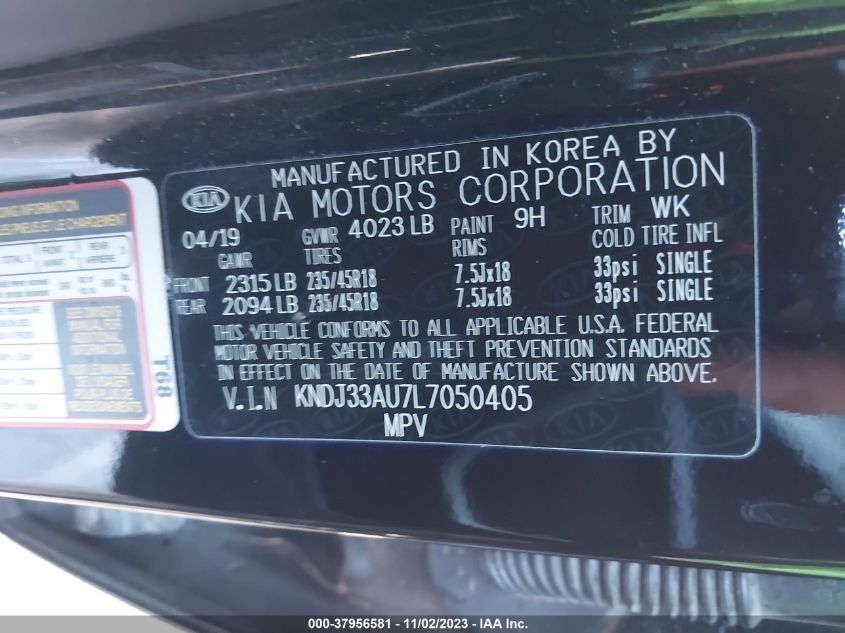 MANUFACTURED IN KOREA BY
KIA KIA MOTORS CORPORATION
04/19 GVWR 4023 LB PAINT 9H TRIM WK
GAWR TIRES RIMS COLD TIRE INFL
FRONT 2315 LB 235/45R18 7.5Jx18 33psi SINGLE
REAR 2094 LB 235/45R18 7.5Jx18 33psi SINGLE
THIS VEHICLE CONFORMS TO ALL APPLICABLE U.S.A. FEDERAL
MOTOR VEHICLE SAFETY AND THEFT PREVENTION STANDARDS
IN EFFECT ON THE DATE OF MANUFACTURE SHOWN ABOVE.
V.I.N KNDJ33AU7L7050405
MPV
T68
000-37956581 - 11/02/2023 - IAA Inc.